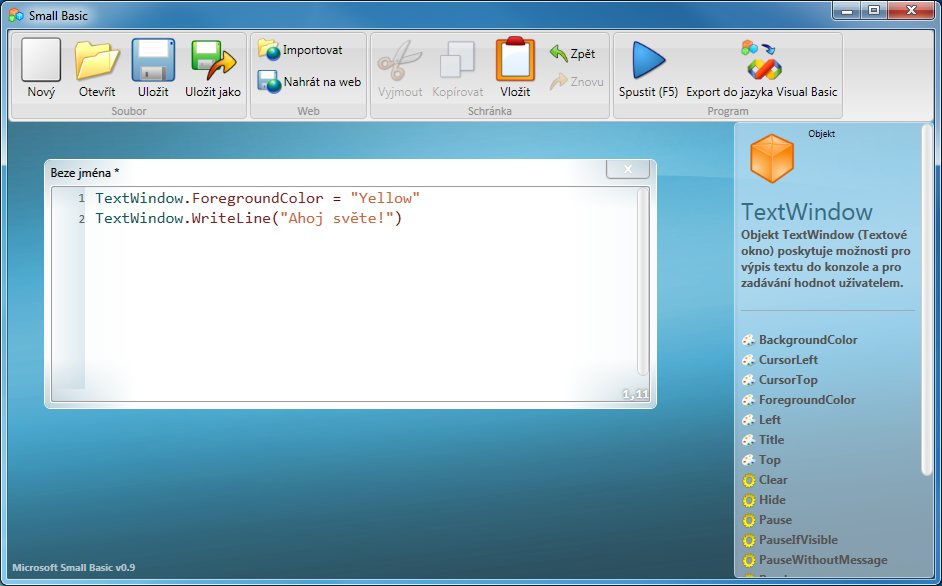 Small Basic
Nový
Otevřít
Uložit
Uložit jako
Soubor
Importovat
Nahrát na web
Web
Vyjmout
Kopírovat
Vložit
Zpět
Znovu
Schránka
Spustit (F5)
Export do jazyka Visual Basic
Program
Beze jména *
1 TextWindow.ForegroundColor = "Yellow"
2 TextWindow.WriteLine("Ahoj světe!")
1,11
Objekt
TextWindow
Objekt TextWindow (Textové
okno) poskytuje možnosti pro
výpis textu do konzole a pro
zadávání hodnot uživatelem.
BackgroundColor
CursorLeft
CursorTop
ForegroundColor
Left
Title
Top
Clear
Hide
Pause
PauseIfVisible
PauseWithoutMessage
Microsoft Small Basic v0.9